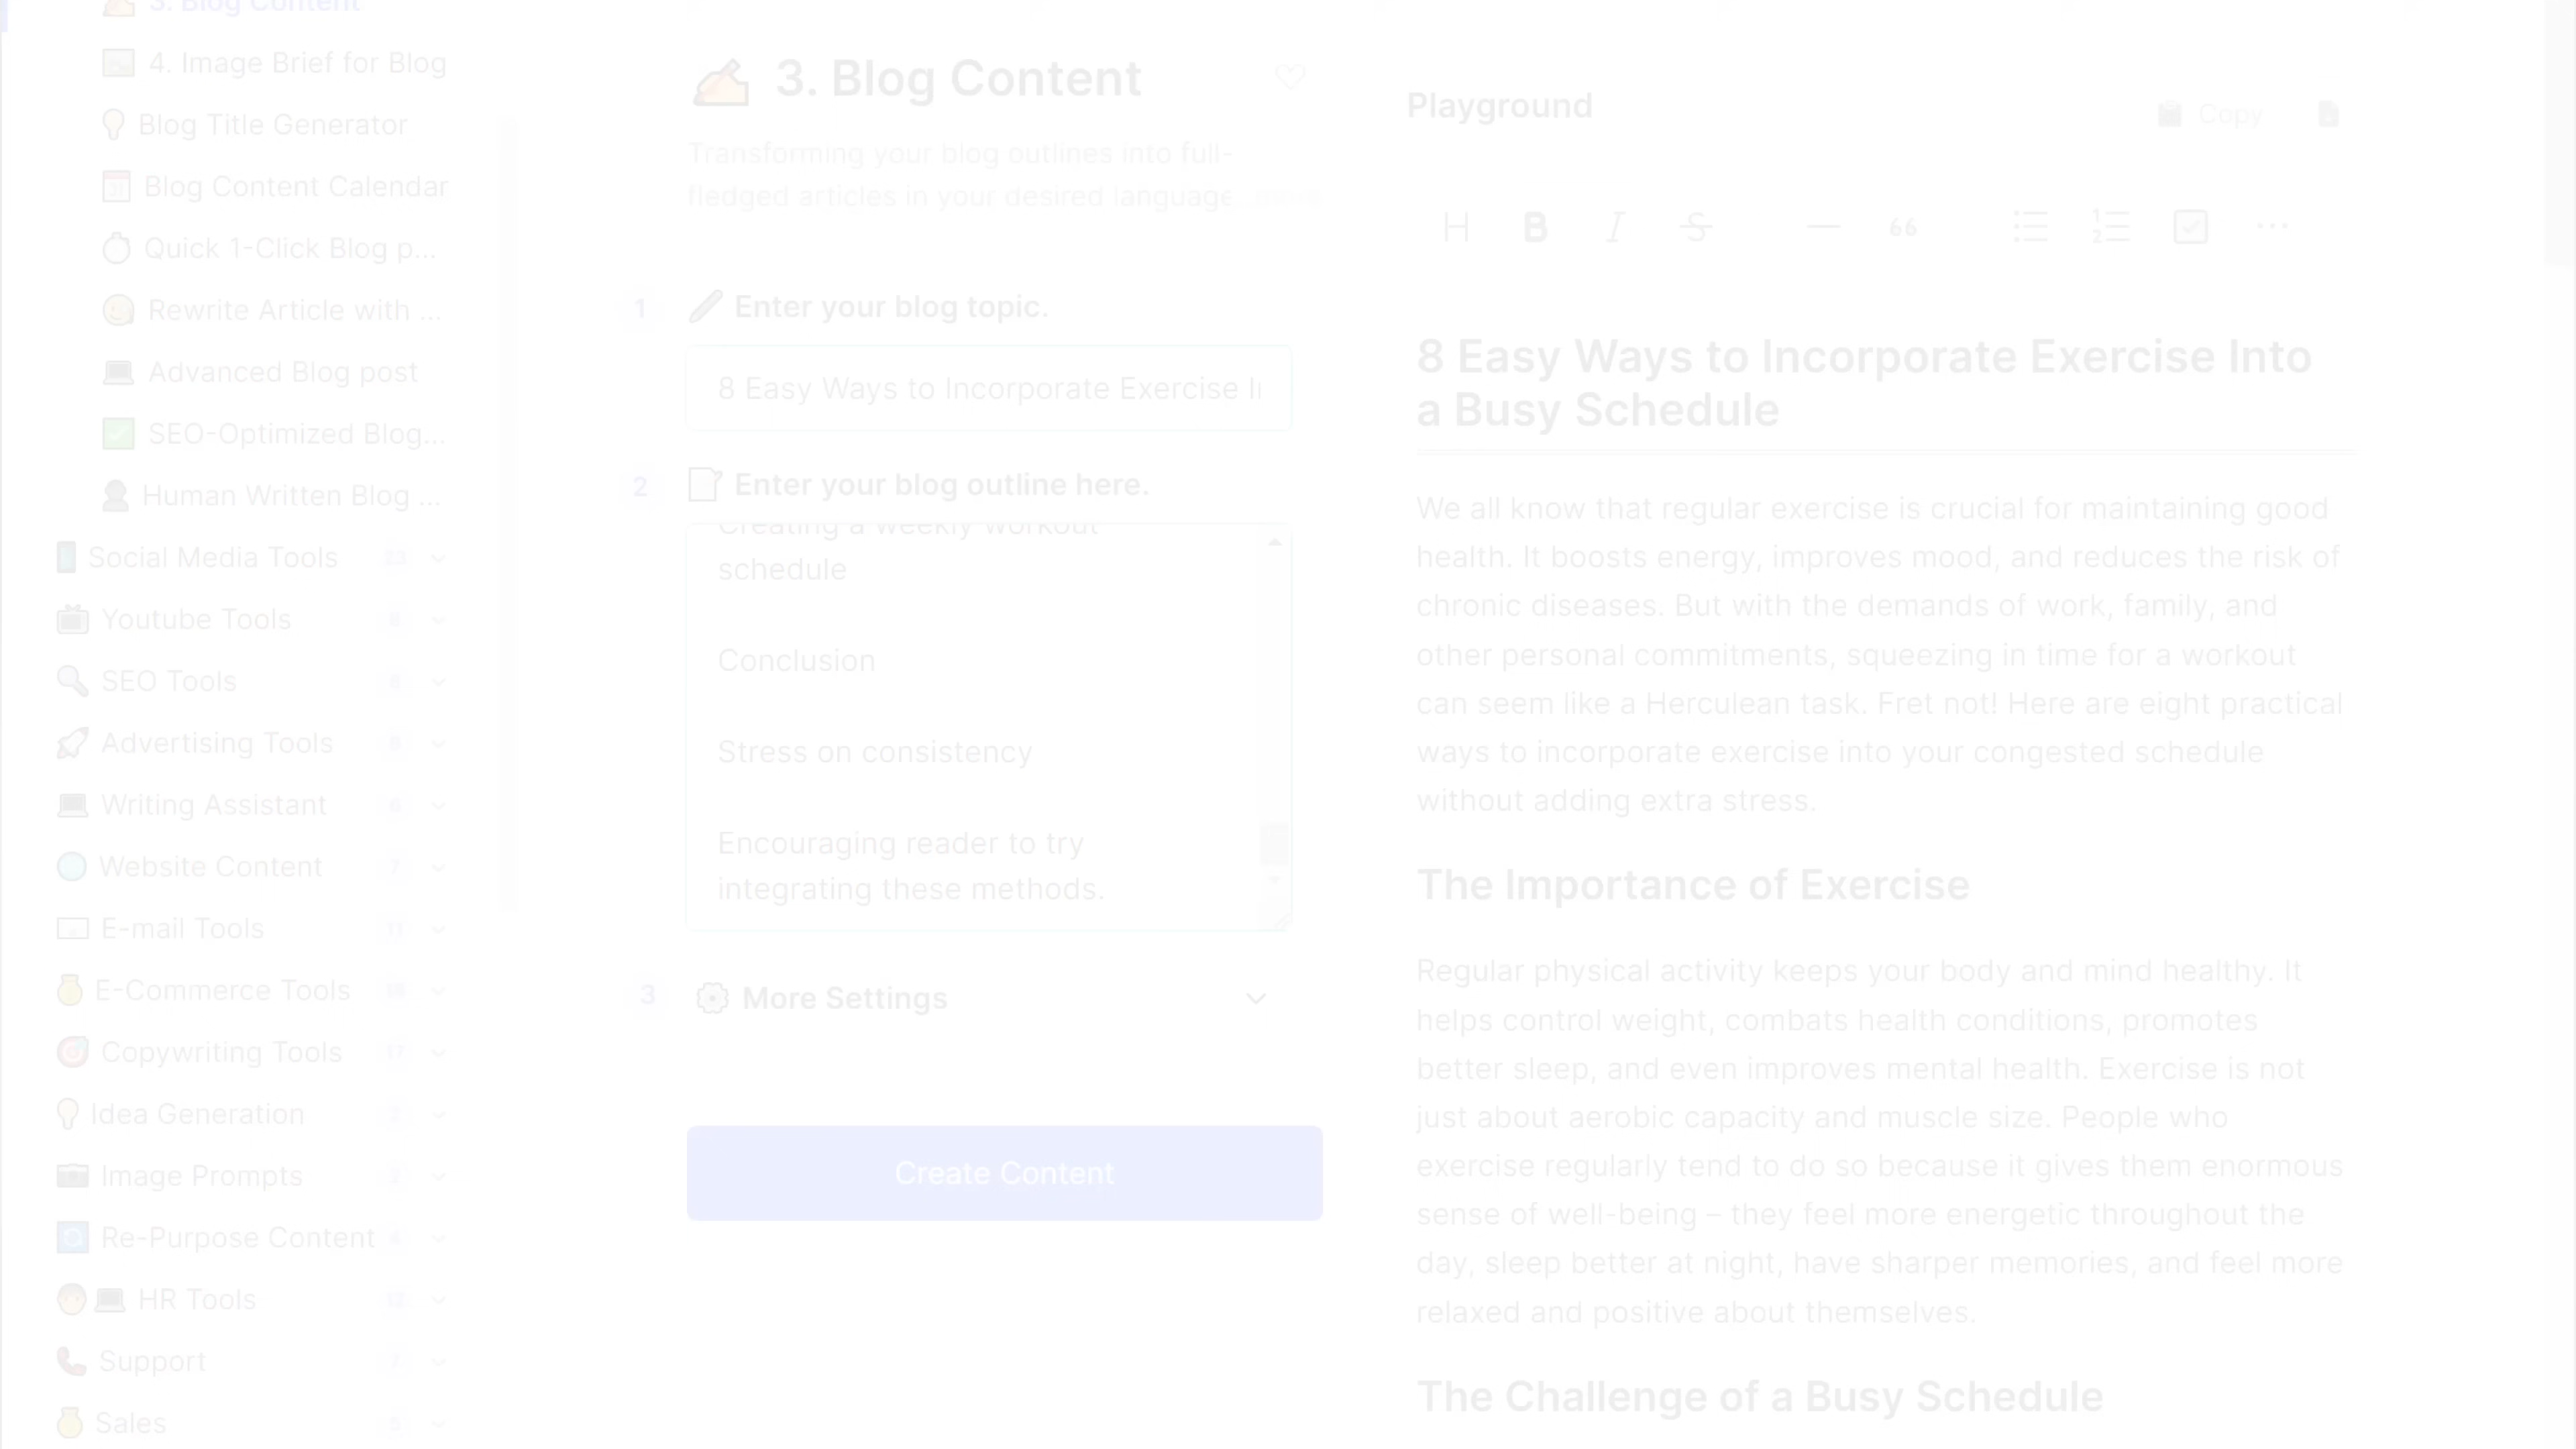 3. Blog Content
4. Image Brief for Blog
Blog Title Generator
Blog Content Calendar
Quick 1-Click Blog p...
Rewrite Article with ...
Advanced Blog post
SEO-Optimized Blog...
Human Written Blog ...
Social Media Tools
Youtube Tools
SEO Tools
Advertising Tools
Writing Assistant
Website Content 7
E-mail Tools 11
E-Commerce Tools
Copywriting Tools 17
Idea Generation
Image Prompts
Re-Purpose Content
HR Tools
Support
Sales 5
3. Blog Content
Transforming your blog outlines into full-
fledged articles in your desired language
1 Enter your blog topic.
8 Easy Ways to Incorporate Exercise I
2 Enter your blog outline here.
Creating a weekly workout
schedule
Conclusion
Stress on consistency
Encouraging reader to try
integrating these methods.
3 More Settings
Create Content
Playground
Copy
H B I S — 66 ...
8 Easy Ways to Incorporate Exercise Into
a Busy Schedule
We all know that regular exercise is crucial for maintaining good
health. It boosts energy, improves mood, and reduces the risk of
chronic diseases. But with the demands of work, family, and
other personal commitments, squeezing in time for a workout
can seem like a Herculean task. Fret not! Here are eight practical
ways to incorporate exercise into your congested schedule
without adding extra stress.
The Importance of Exercise
Regular physical activity keeps your body and mind healthy. It
helps control weight, combats health conditions, promotes
better sleep, and even improves mental health. Exercise is not
just about aerobic capacity and muscle size. People who
exercise regularly tend to do so because it gives them enormous
sense of well-being – they feel more energetic throughout the
day, sleep better at night, have sharper memories, and feel more
relaxed and positive about themselves.
The Challenge of a Busy Schedule